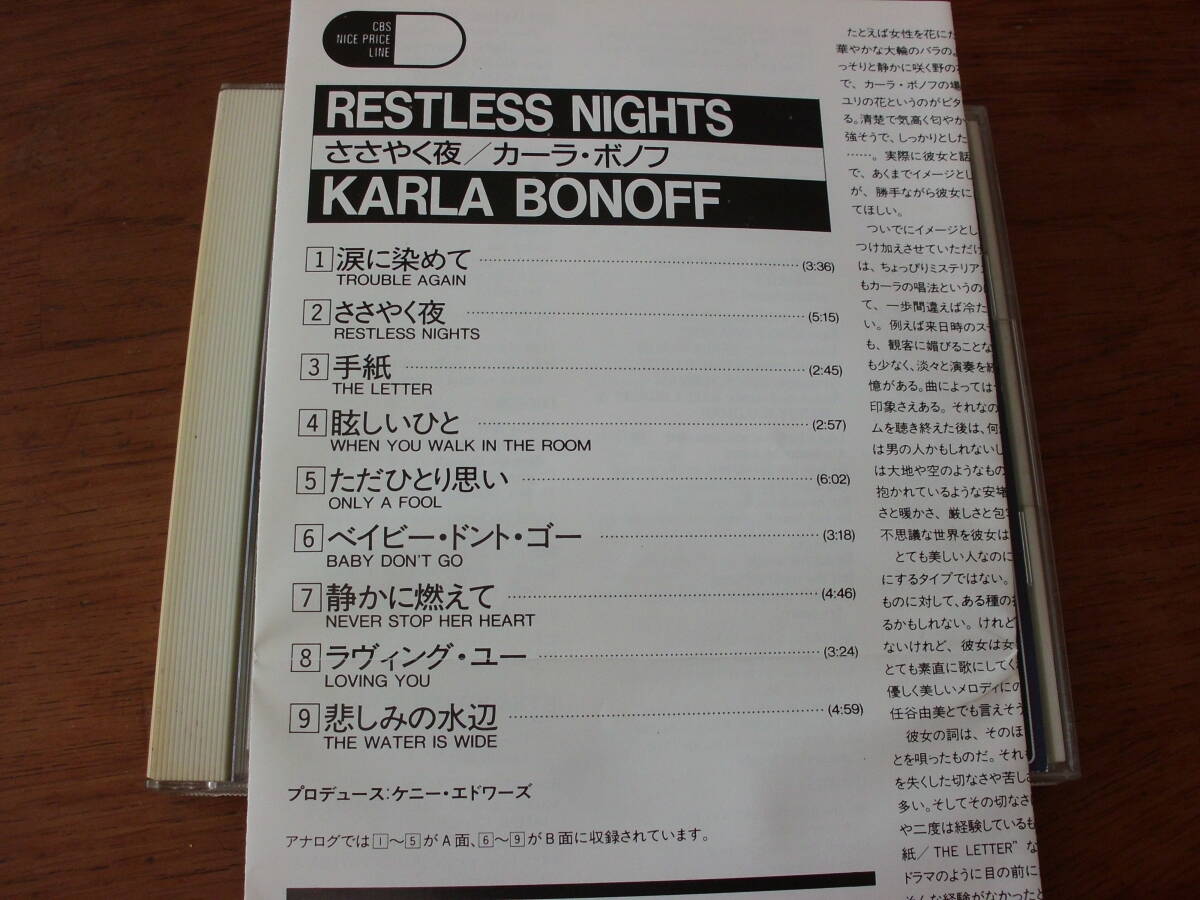 CBS
NICE PRICE
LINE
RESTLESS NIGHTS
ささやく夜／カーラ・ボノフ
KARLA BONOFF
1 涙に染めて (3:36)
TROUBLE AGAIN
2 ささやく夜 (5:15)
RESTLESS NIGHTS
3 手紙 (2:45)
THE LETTER
4 眩しいひと (2:57)
WHEN YOU WALK IN THE ROOM
5 ただひとり思い (6:02)
ONLY A FOOL
6 ベイビー・ドント・ゴー (3:18)
BABY DON'T GO
7 静かに燃えて (4:46)
NEVER STOP HER HEART
8 ラヴィング・ユー (3:24)
LOVING YOU
9 悲しみの水辺 (4:59)
THE WATER IS WIDE
プロデュース:ケニー・エドワーズ
アナログでは1〜5がA面、6〜9がB面に収録されています。
たとえば女性を花にた
華やかな大輪のバラの。
っそりと静かに咲く野の
で、カーラ・ボノフの場
ユリの花というのがピタ
る。清楚で気高く匂やか
強そうで、しっかりとした
……。実際に彼女と話
で、あくまでイメージとし
が、勝手ながら彼女に
てほしい。
ついでにイメージとし
つけ加えさせていただけ
は、ちょっぴりミステリア
もカーラの唱法というの
て、一歩間違えば冷た
い。例えば来日時のス
も、観客に媚びることな
も少なく、淡々と演奏を
憶がある。曲によっては
印象さえある。それなの
ムを聴き終えた後は、何
は男の人かもしれないし
は大地や空のようなもの
抱かれているような安堵
さと暖かさ、厳しさと包
不思議な世界を彼女は
とても美しい人なのに
にするタイプではない。
ものに対して、ある種の
るかもしれない。けれど
ないけれど、彼女は女
とても素直に歌にしてく
優しく美しいメロディにの
任谷由美とでも言えそう
彼女の詞は、そのほ
とを唄ったものだ。それ
を失くした切なさや苦し
多い。そしてその切なさ
や二度は経験しているも
紙／THE LETTER”な
ドラマのように目の前に
そんな経験がなかったと